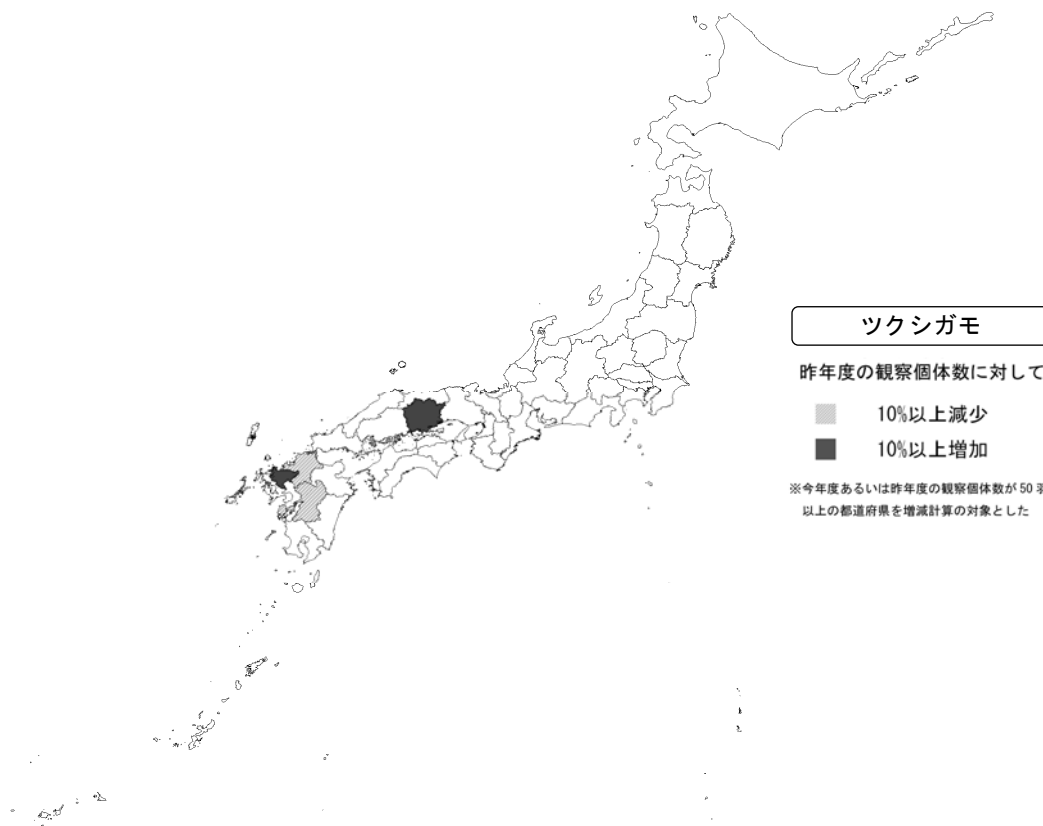 ツクシガモ
昨年度の観察個体数に対して
10%以上減少
10%以上増加
※今年度あるいは昨年度の観察個体数が50羽
以上の都道府県を増減計算の対象とした